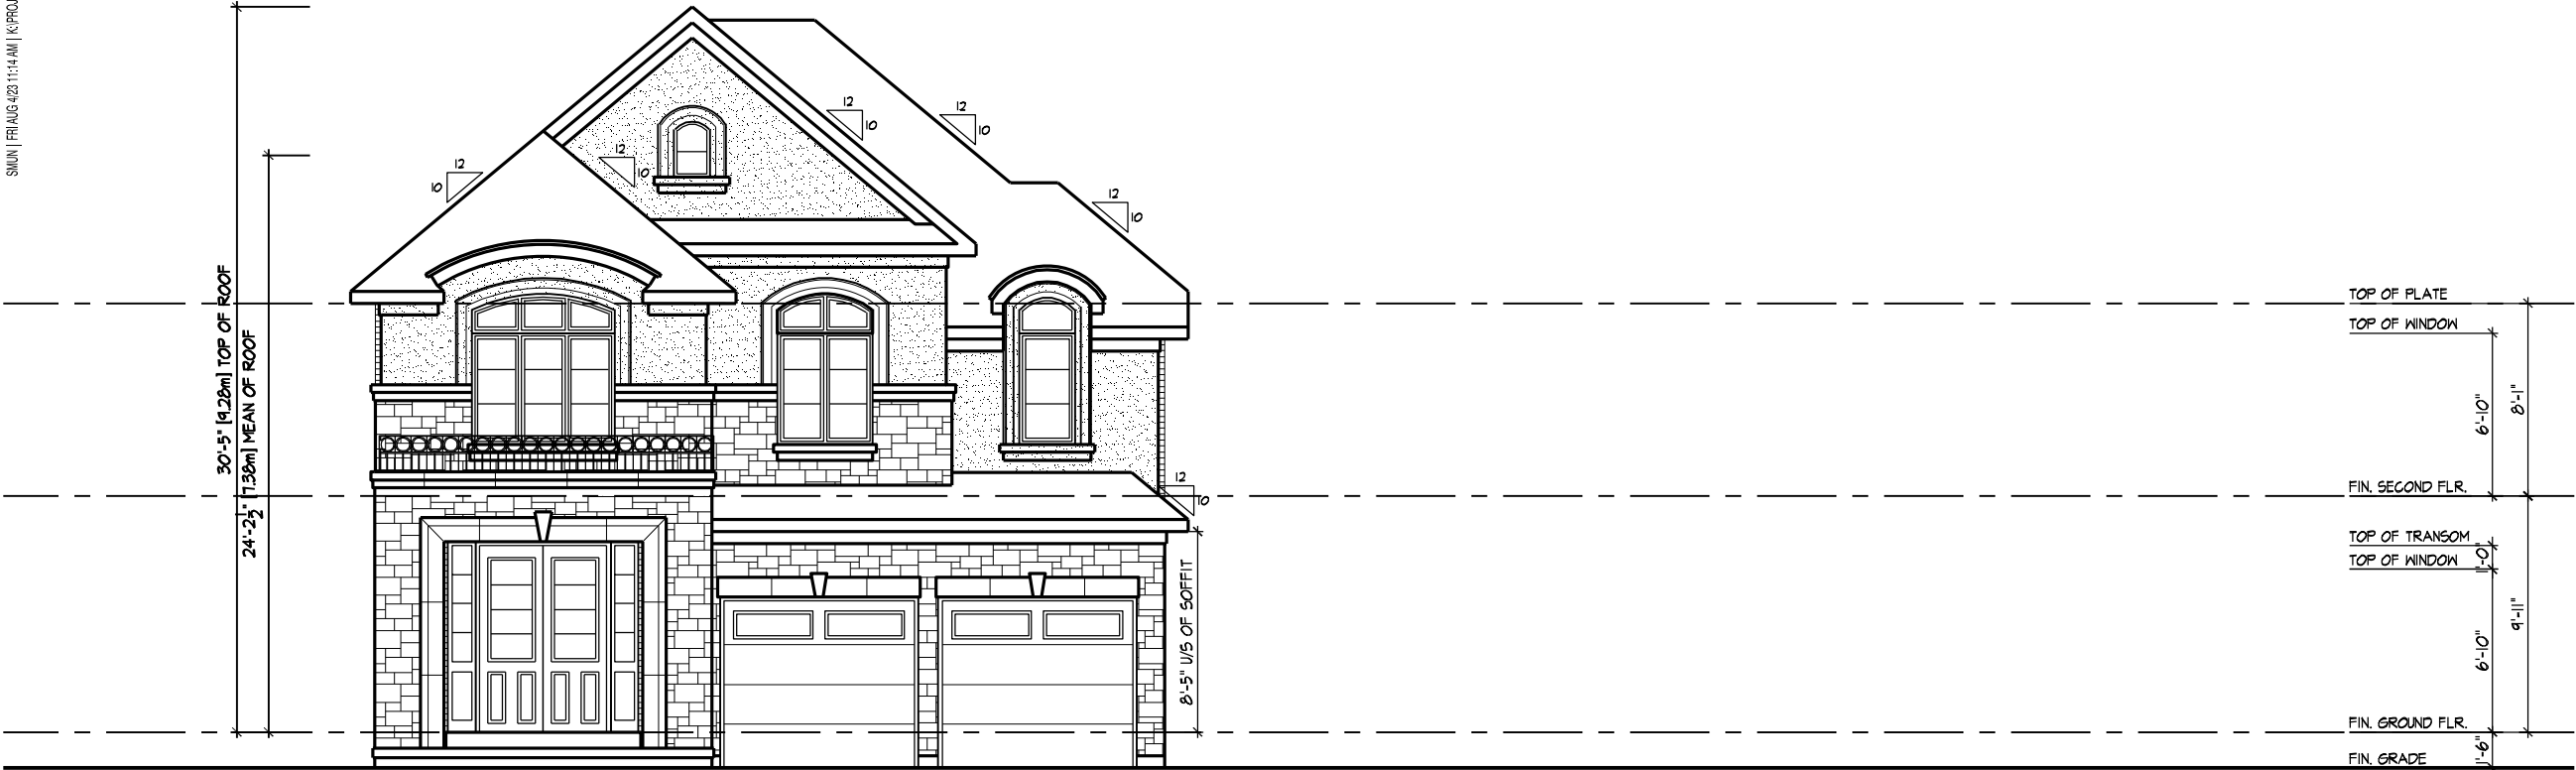 SMUN | FRI AUG 4/23 11:14 AM | K:\PROJ
30'-5" [9.28m] TOP OF ROOF
24'-2 1/2" [7.38m] MEAN OF ROOF
12
10
12
10
12
10
12
10
12
10
12
10
8'-5" U/S OF SOFFIT
TOP OF PLATE
TOP OF WINDOW
6'-10"
8'-1"
FIN. SECOND FLR.
TOP OF TRANSOM
1'-0"
TOP OF WINDOW
6'-10"
9'-11"
FIN. GROUND FLR.
1'-6"
FIN. GRADE